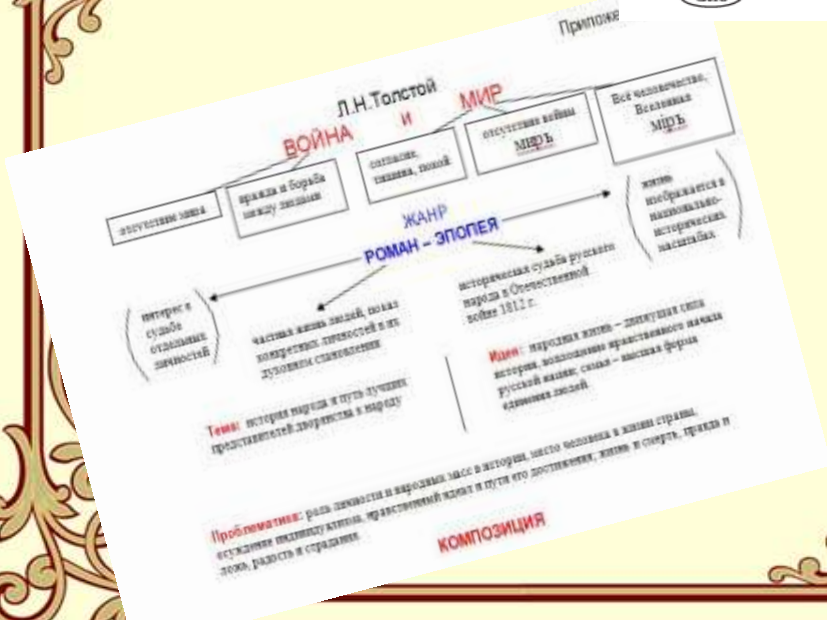 Приложе
Л.Н.Толстой
ВОЙНА и МИР
отсутствие мира
вражда и борьба
между людьми
согласие,
тишина, покой
отсутствие войны
миръ
Всё человечество,
Вселенная
мiръ
ЖАНР
РОМАН – ЭПОПЕЯ
интерес к
судьбе
отдельных
личностей
частная жизнь людей, показ
конкретных личностей в их
духовном становлении
историческая судьба русского
народа в Отечественной
войне 1812 г.
жизнь
изображается в
национально-
исторических
масштабах
Тема: история народа и путь лучших
представителей дворянства к народу
Идея: народная жизнь – движущая сила
истории, воплощение нравственного начала
русской нации; семья – высшая форма
единения людей
Проблематика: роль личности и народных масс в истории, место человека в жизни страны,
осуждение индивидуализма, нравственный идеал и пути его достижения; жизнь и смерть, правда и
ложь, радость и страдания
КОМПОЗИЦИЯ